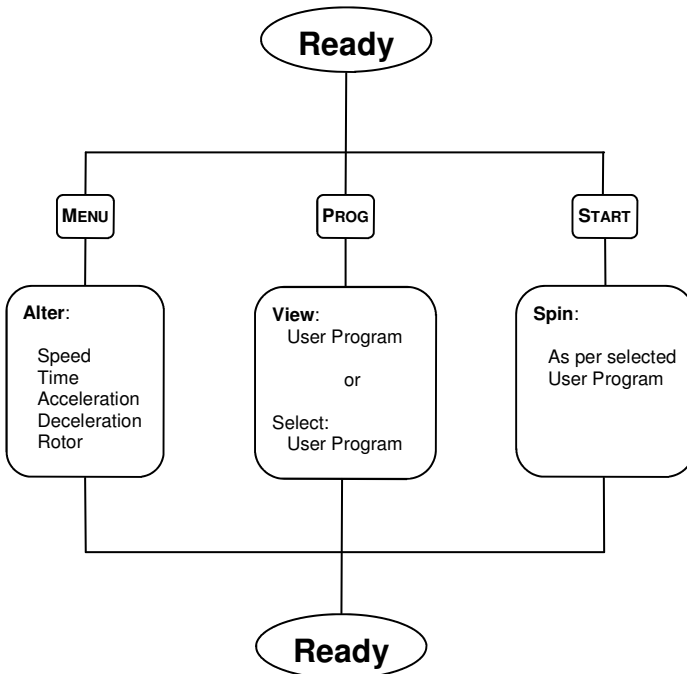 Ready
MENU
PROG
START
Alter:
Speed
Time
Acceleration
Deceleration
Rotor
View:
User Program
or
Select:
User Program
Spin:
As per selected
User Program
Ready